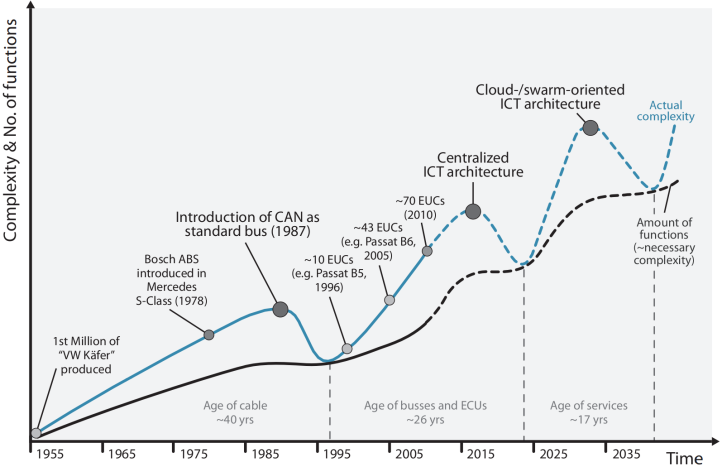 Complexity & No. of functions
Cloud-/swarm-oriented
ICT architecture
Actual
complexity
Centralized
ICT architecture
~70 EUCs
(2010)
Introduction of CAN as
standard bus (1987)
~43 EUCs
(e.g. Passat B6,
2005)
Amount of
functions
(~necessary
complexity)
~10 EUCs
(e.g. Passat B5,
1996)
Bosch ABS
introduced in
Mercedes
S-Class (1978)
1st Million of
“VW Käfer”
produced
Age of cable
~40 yrs
Age of busses and ECUs
~26 yrs
Age of services
~17 yrs
1955 1965 1975 1985 1995 2005 2015 2025 2035 Time